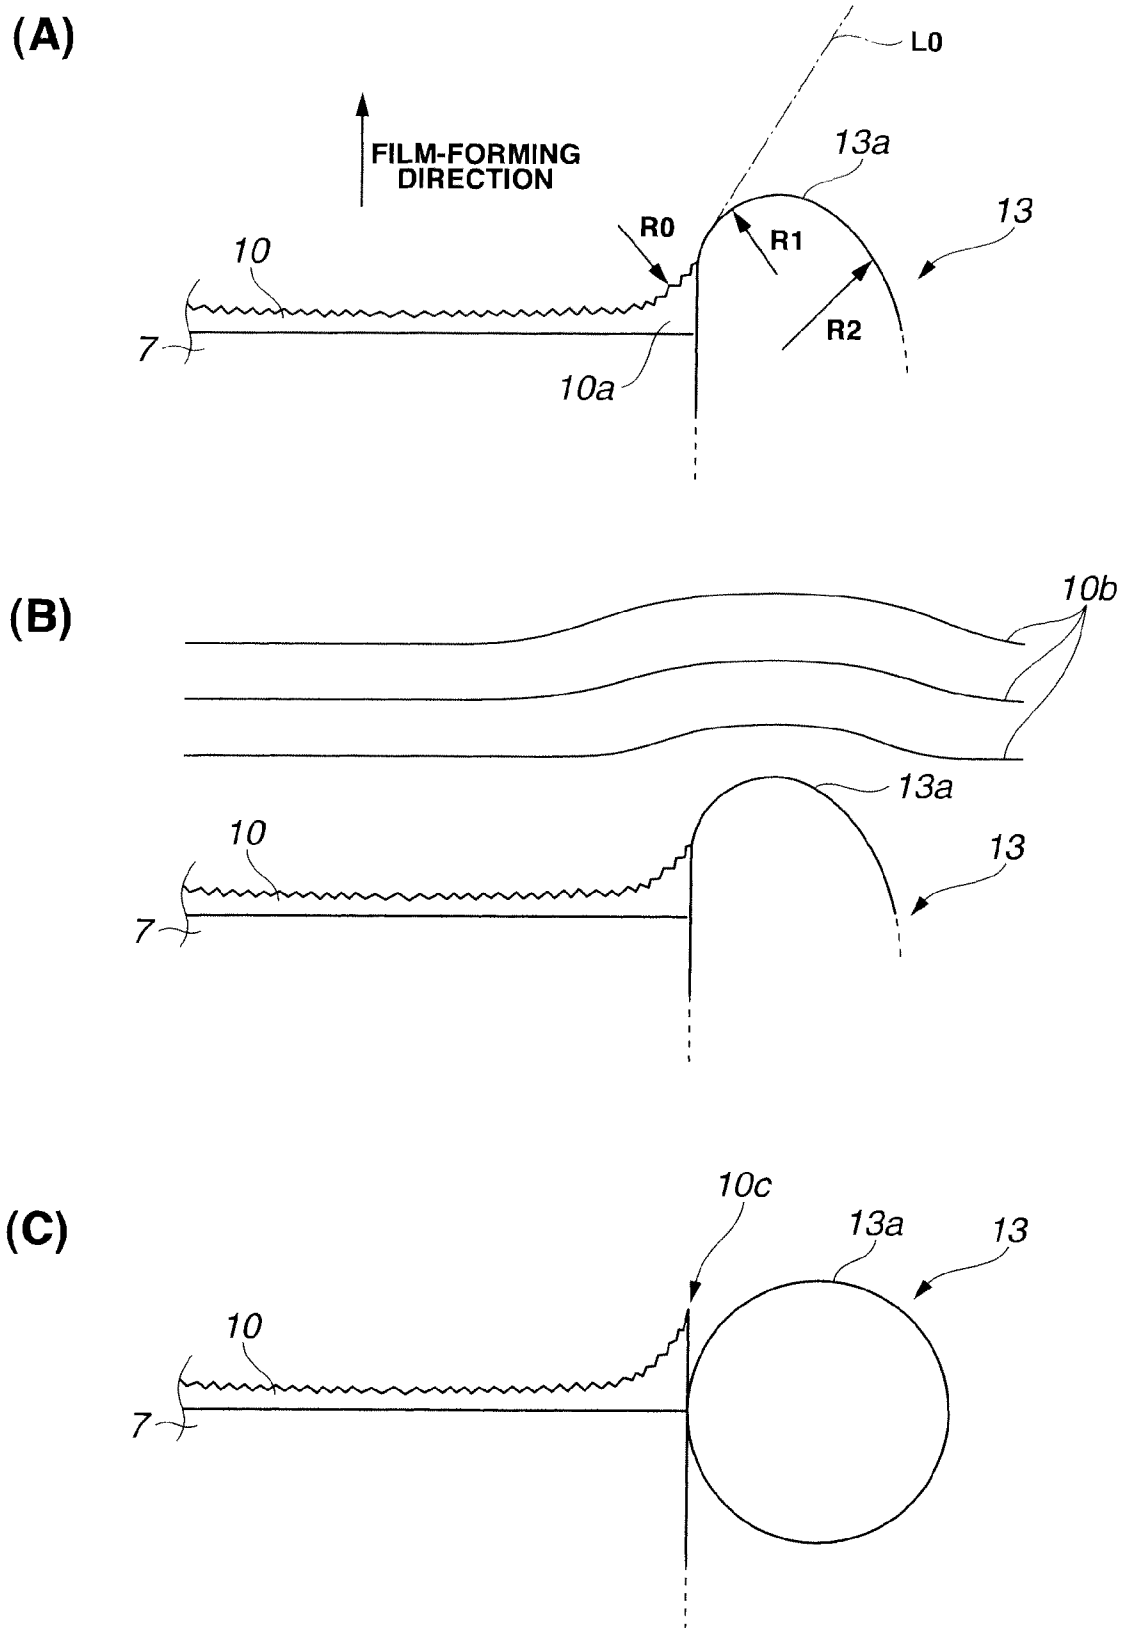 (A)
L0
13a
FILM-FORMING
DIRECTION
13
R0
R1
10
R2
7
10a
(B)
10b
13a
10
13
7
(C)
10c
13a
13
10
7